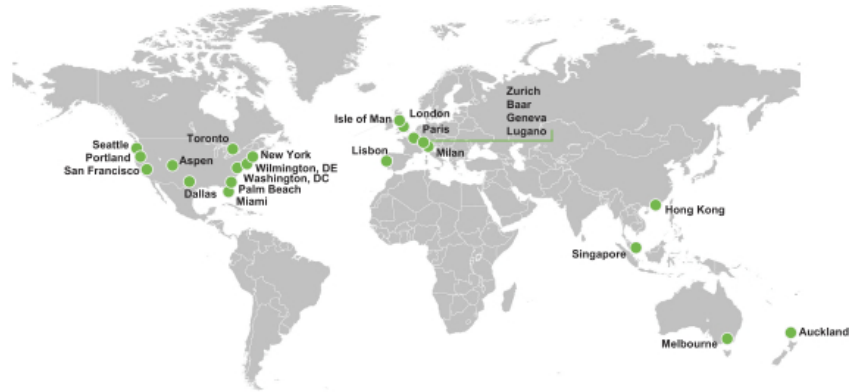 Seattle
Portland
San Francisco
Aspen
Toronto
Dallas
New York
Wilmington, DE
Washington, DC
Palm Beach
Miami
Isle of Man
London
Paris
Lisbon
Milan
Zurich
Baar
Geneva
Lugano
Hong Kong
Singapore
Melbourne
Auckland